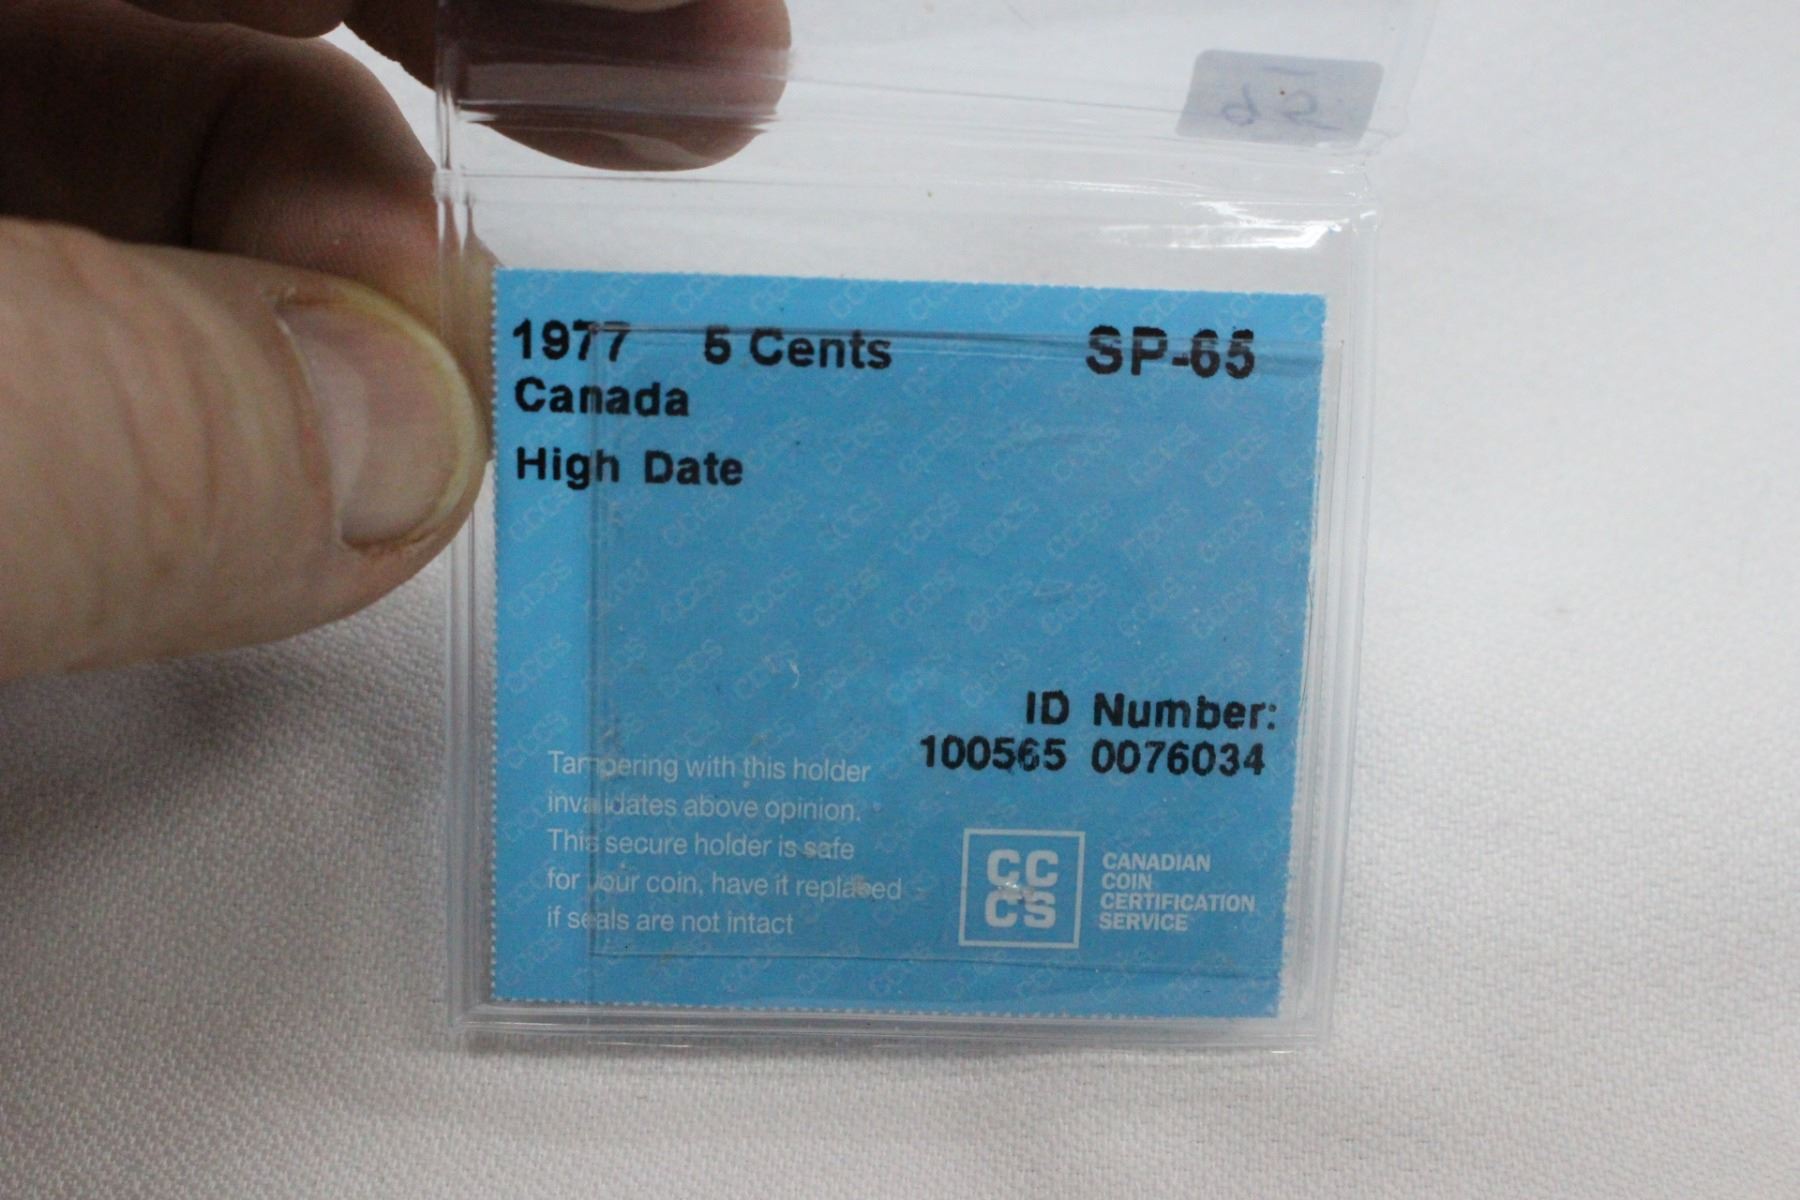 1977 5 Cents SP-65
Canada
High Date
ID Number:
100565 0076034
Tampering with this holder
invalidates above opinion.
This secure holder is safe
for your coin, have it replaced
if seals are not intact
CC
CS
CANADIAN
COIN
CERTIFICATION
SERVICE